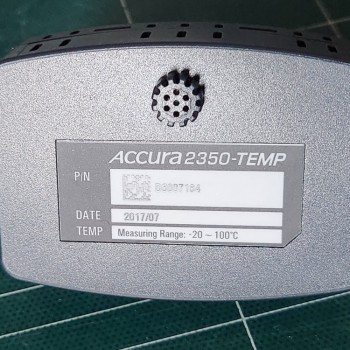 Accura 2350-TEMP
P/N
DATE 2017/07
TEMP Measuring Range: -20 ~ 100°C